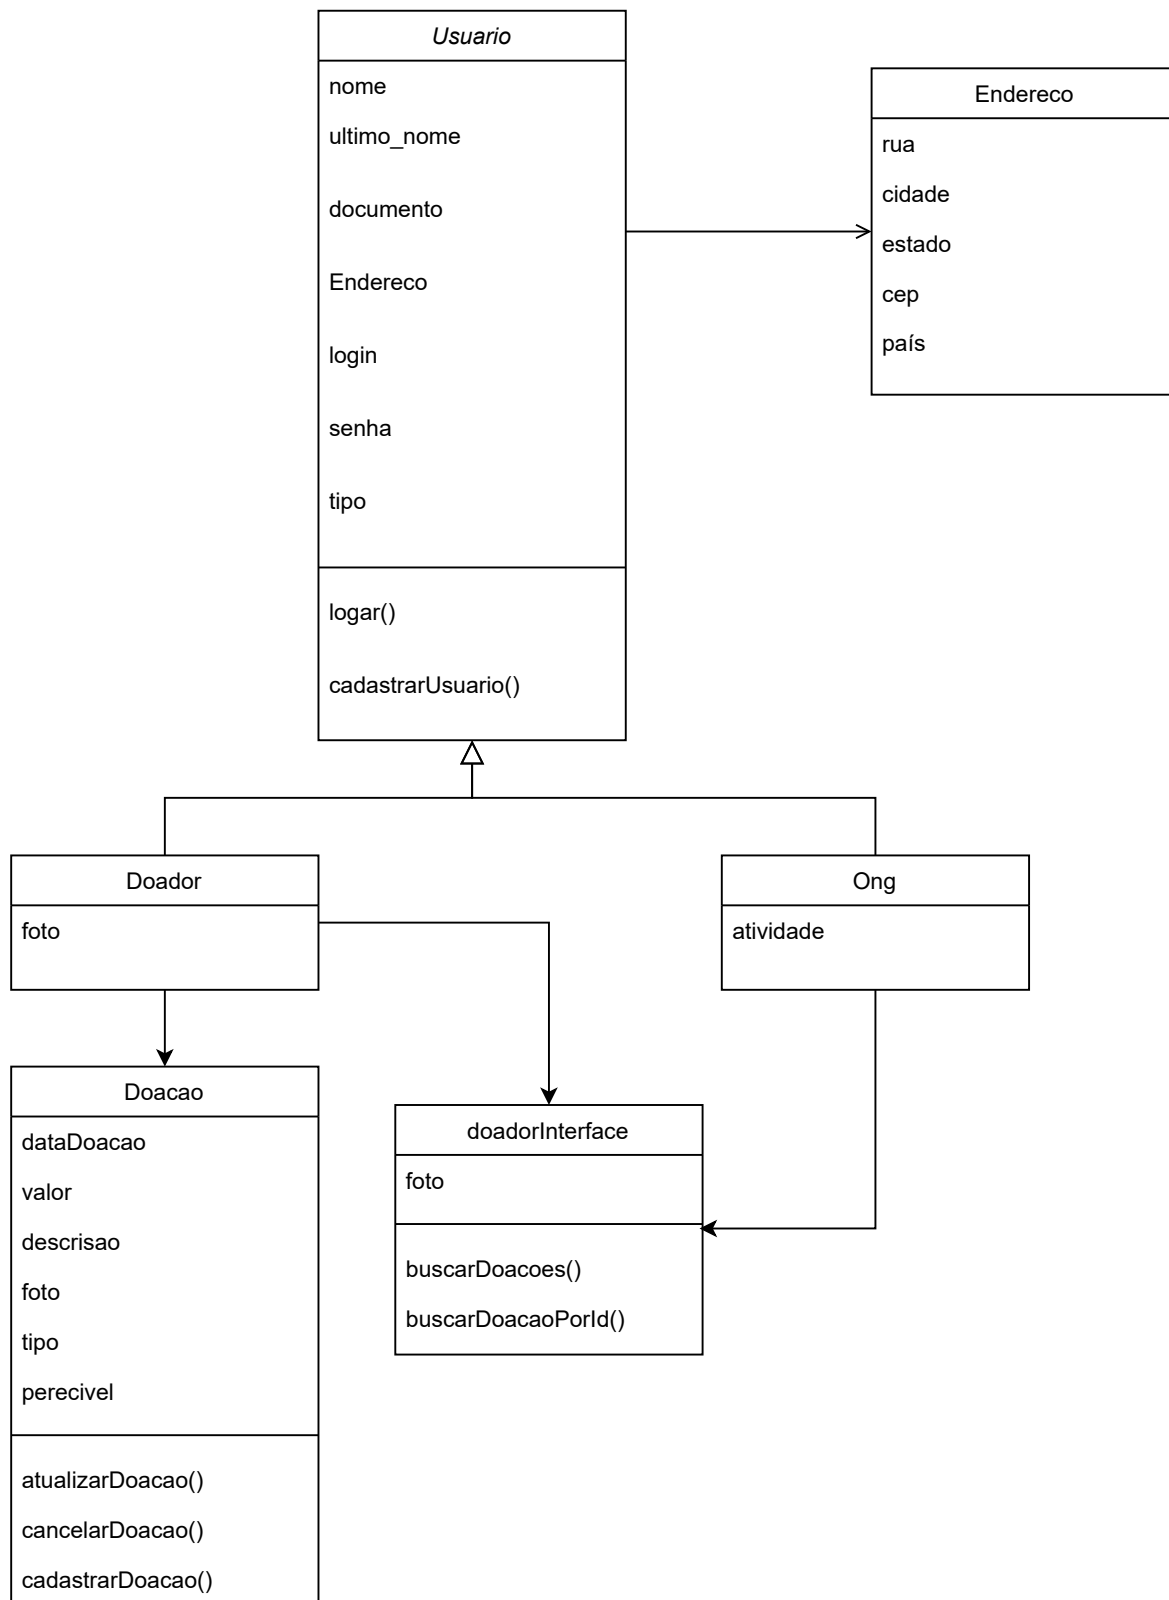 Usuario
nome
ultimo_nome
documento
Endereco
login
senha
tipo
logar()
cadastrarUsuario()
Endereco
rua
cidade
estado
cep
país
Doador
foto
Ong
atividade
Doacao
dataDoacao
valor
descrisao
foto
tipo
perecivel
atualizarDoacao()
cancelarDoacao()
cadastrarDoacao()
doadorInterface
foto
buscarDoacoes()
buscarDoacaoPorId()